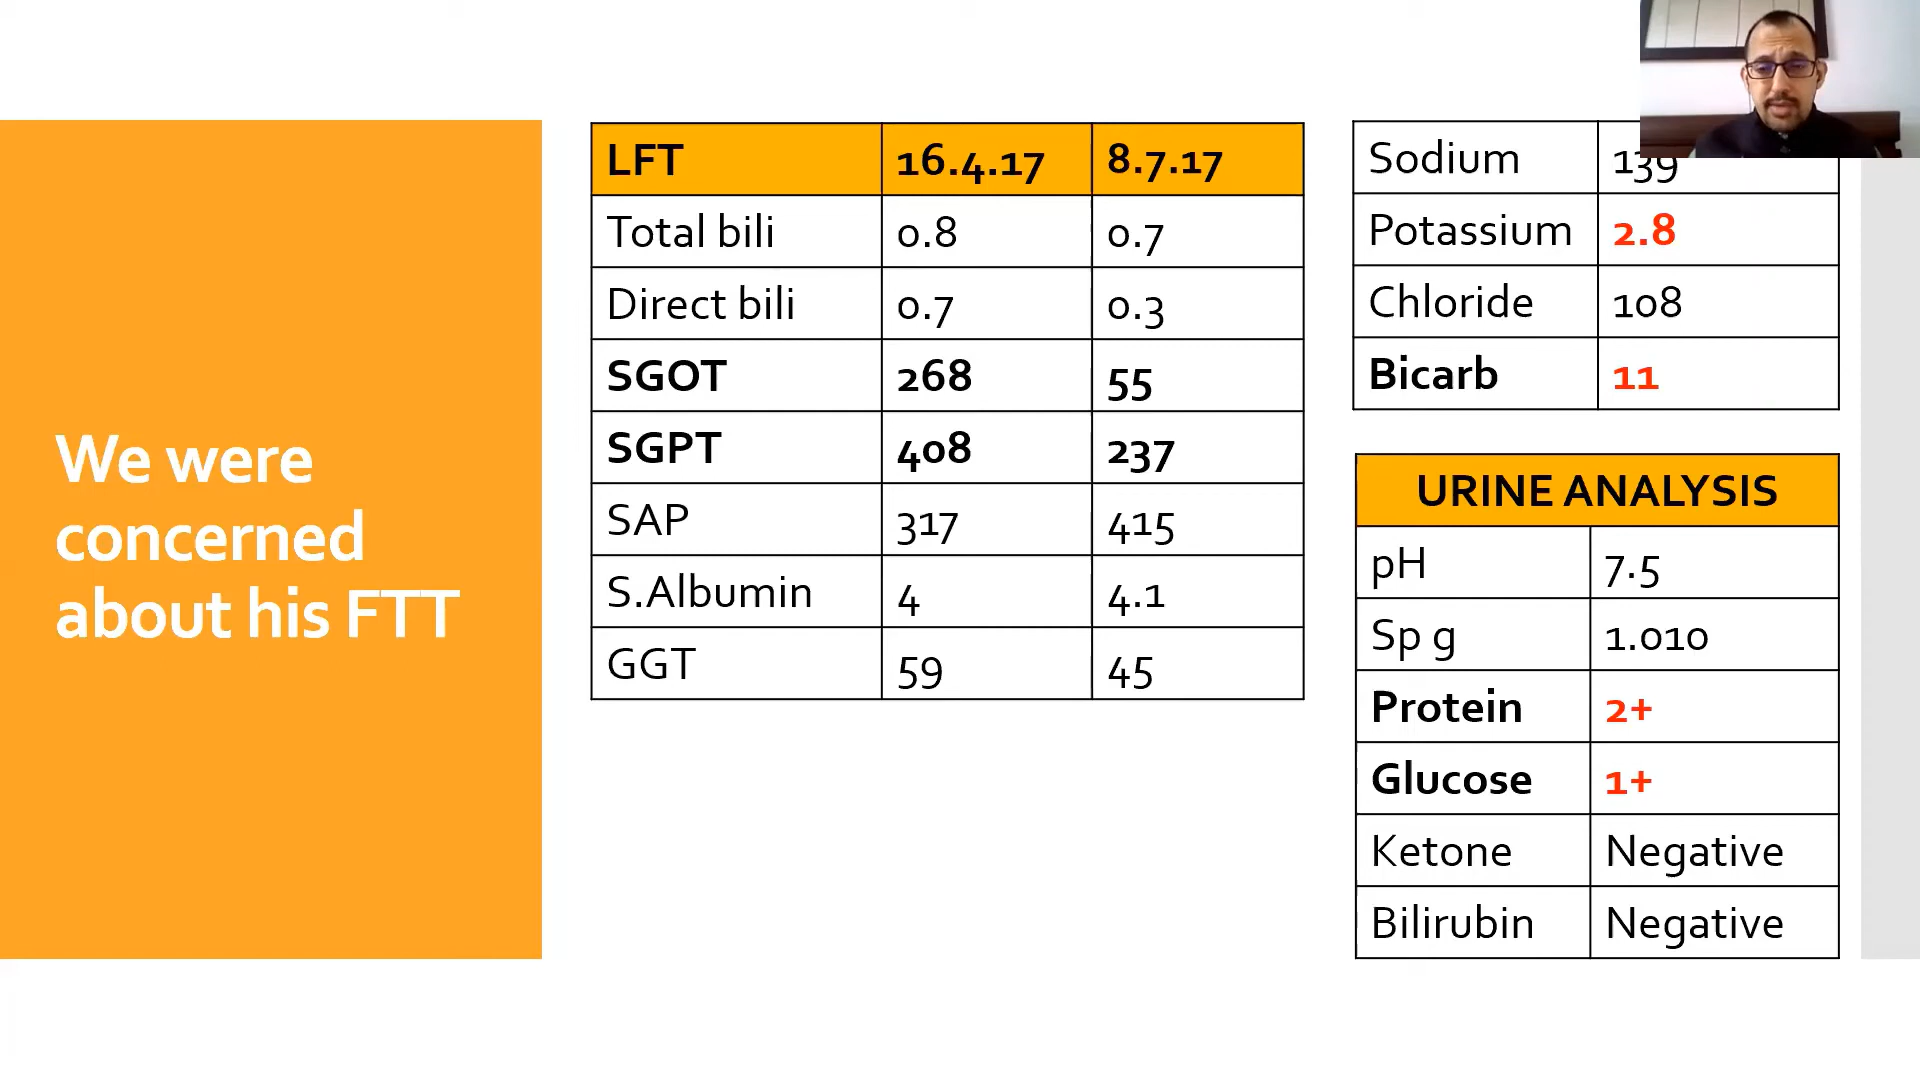 We were
concerned
about his FTT
LFT 16.4.17 8.7.17
Total bili 0.8 0.7
Direct bili 0.7 0.3
SGOT 268 55
SGPT 408 237
SAP 317 415
S.Albumin 4 4.1
GGT 59 45
Sodium 139
Potassium 2.8
Chloride 108
Bicarb 11
URINE ANALYSIS
pH 7.5
Sp g 1.010
Protein 2+
Glucose 1+
Ketone Negative
Bilirubin Negative